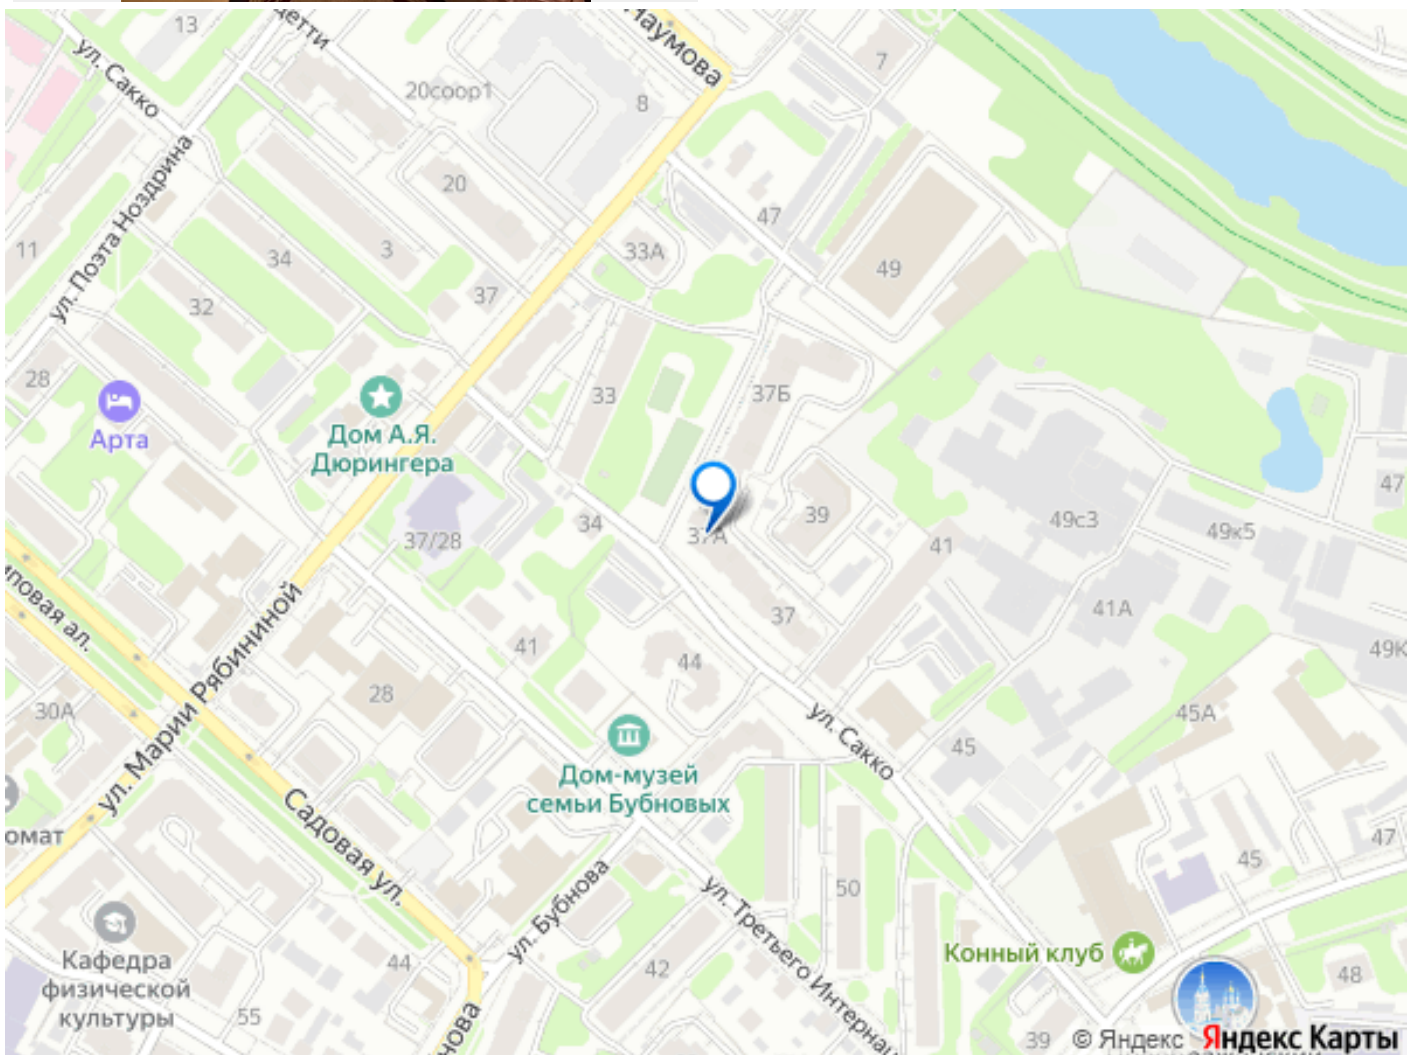 13
ул. Сакко
Наумова
7
20соор1
8
47
20
ул. Поэта Ноздрина
11
34
3
33А
49
32
37
28
Арта
Дом А.Я.
Дюрингера
33
37Б
47
37/28
34
37А
39
41
49с3
49к5
41А
37
ул. Марии Рябининой
41
44
28
30А
45А
49К
ул. Сакко
45
Дом-музей
семьи Бубновых
Садовая ул.
47
45
50
ул. Бубнова
ул. Третьего Интернац
Конный клуб
Кафедра
физической
культуры
44
42
48
55
39
© Яндекс Яндекс Карты